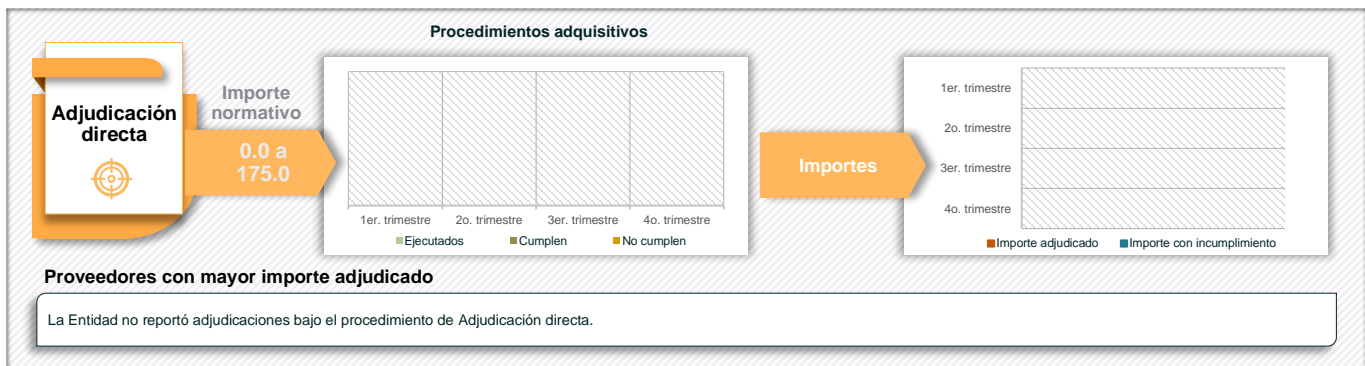 Procedimientos adquisitivos
Adjudicación
directa
Importe
normativo
0.0 a
175.0
1er. trimestre 2o. trimestre 3er. trimestre 4o. trimestre
Ejecutados Cumplen No cumplen
Importes
1er. trimestre
2o. trimestre
3er. trimestre
4o. trimestre
Importe adjudicado Importe con incumplimiento
Proveedores con mayor importe adjudicado
La Entidad no reportó adjudicaciones bajo el procedimiento de Adjudicación directa.